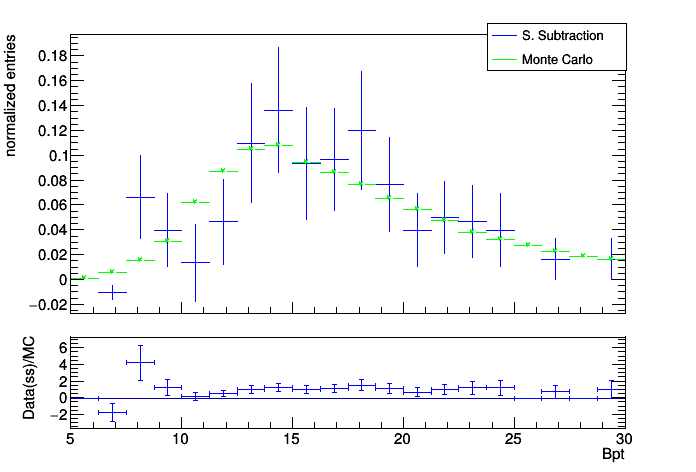 S. Subtraction
Monte Carlo
normalized entries
0.18
0.16
0.14
0.12
0.1
0.08
0.06
0.04
0.02
0
−0.02
Data(ss)/MC
6
4
2
0
−2
5 10 15 20 25 30
Bpt